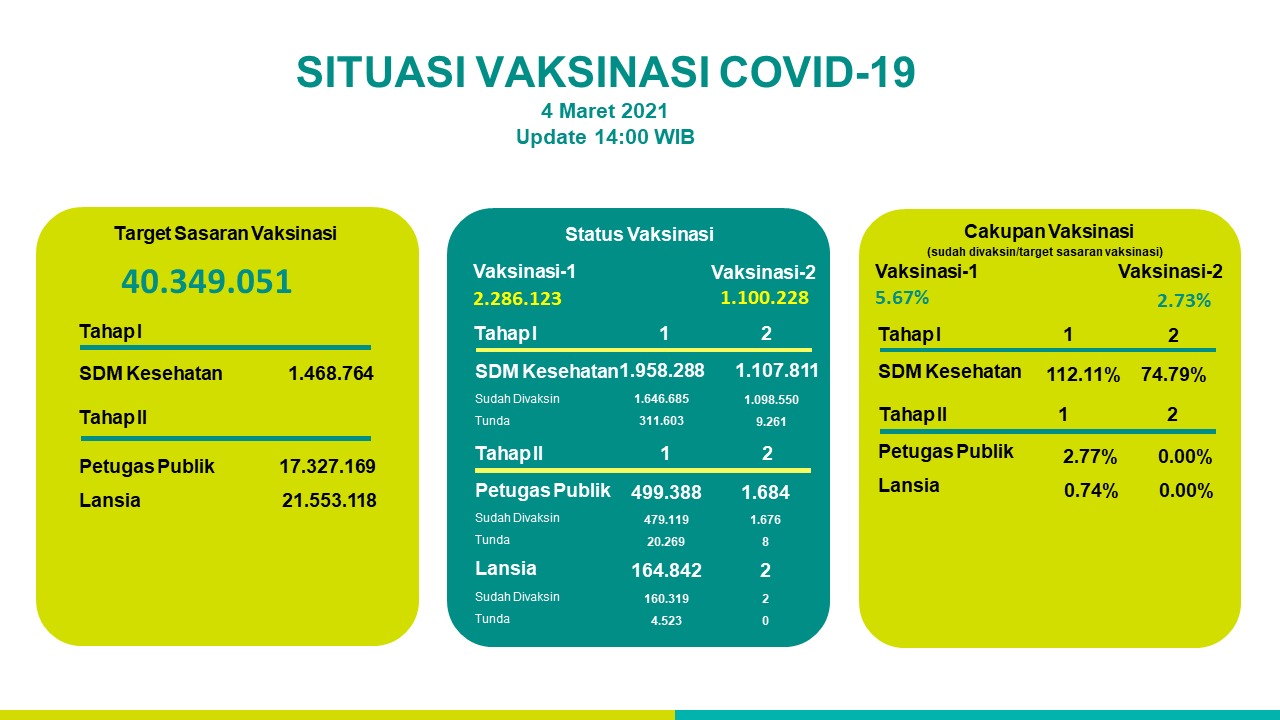 SITUASI VAKSINASI COVID-19
4 Maret 2021
Update 14:00 WIB
Target Sasaran Vaksinasi
40.349.051
Tahap I
SDM Kesehatan 1.468.764
Tahap II
Petugas Publik 17.327.169
Lansia 21.553.118
Status Vaksinasi
Vaksinasi-1 Vaksinasi-2
2.286.123 1.100.228
Tahap I 1 2
SDM Kesehatan 1.958.288 1.107.811
Sudah Divaksin 1.646.685 1.098.550
Tunda 311.603 9.261
Tahap II 1 2
Petugas Publik 499.388 1.684
Sudah Divaksin 479.119 1.676
Tunda 20.269 8
Lansia 164.842 2
Sudah Divaksin 160.319 2
Tunda 4.523 0
Cakupan Vaksinasi
(sudah divaksin/target sasaran vaksinasi)
Vaksinasi-1 Vaksinasi-2
5.67% 2.73%
Tahap I 1 2
SDM Kesehatan 112.11% 74.79%
Tahap II 1 2
Petugas Publik 2.77% 0.00%
Lansia 0.74% 0.00%